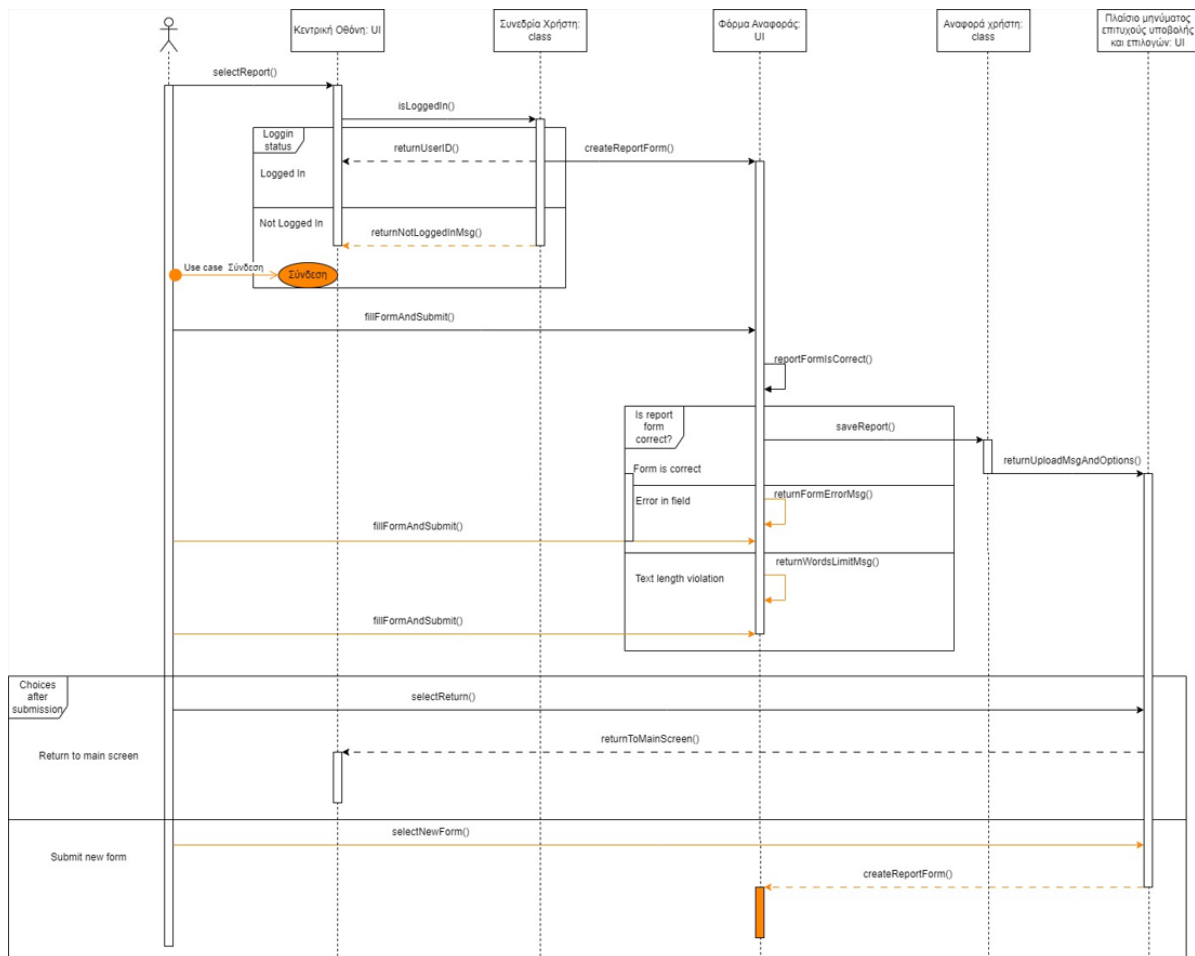 Κεντρική Οθόνη: UI
Συνεδρία Χρήστη:
class
Φόρμα Αναφοράς:
UI
Αναφορά χρήστη:
class
Πλαίσιο μηνύματος
επιτυχούς υποβολής
και επιλογών: UI
selectReport()
isLoggedIn()
Loggin
status
returnUserID()
createReportForm()
Logged In
Not Logged In
returnNotLoggedInMsg()
Use case Σύνδεση
Σύνδεση
fillFormAndSubmit()
reportFormIsCorrect()
Is report
form
correct?
saveReport()
returnUploadMsgAndOptions()
Form is correct
Error in field
returnFormErrorMsg()
fillFormAndSubmit()
returnWordsLimitMsg()
Text length violation
fillFormAndSubmit()
Choices
after
submission
selectReturn()
returnToMainScreen()
Return to main screen
selectNewForm()
Submit new form
createReportForm()